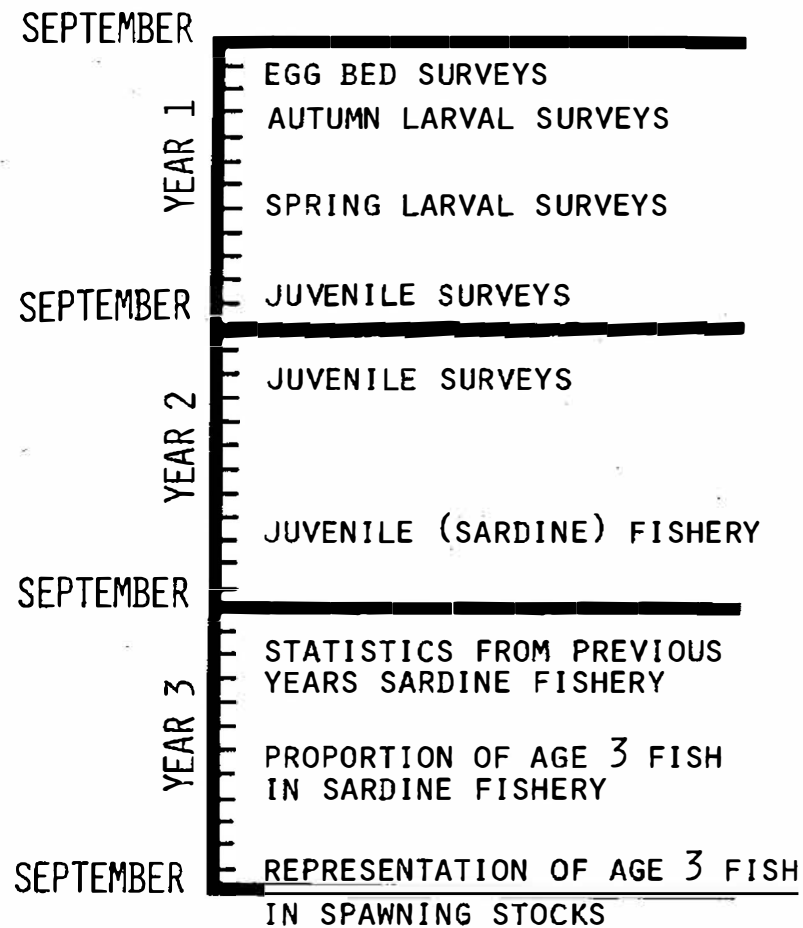 SEPTEMBER
YEAR 1
EGG BED SURVEYS
AUTUMN LARVAL SURVEYS
SPRING LARVAL SURVEYS
JUVENILE SURVEYS
SEPTEMBER
YEAR 2
JUVENILE SURVEYS
JUVENILE (SARDINE) FISHERY
SEPTEMBER
YEAR 3
STATISTICS FROM PREVIOUS
YEARS SARDINE FISHERY
PROPORTION OF AGE 3 FISH
IN SARDINE FISHERY
SEPTEMBER
REPRESENTATION OF AGE 3 FISH
IN SPAWNING STOCKS